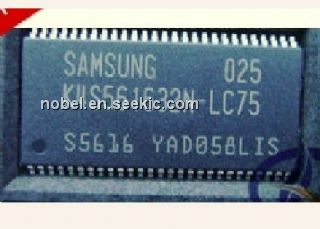 SAMSUNG 025
K4S561632N-LC75
nobel.en.seekic.com
S5616 YAD058LIS